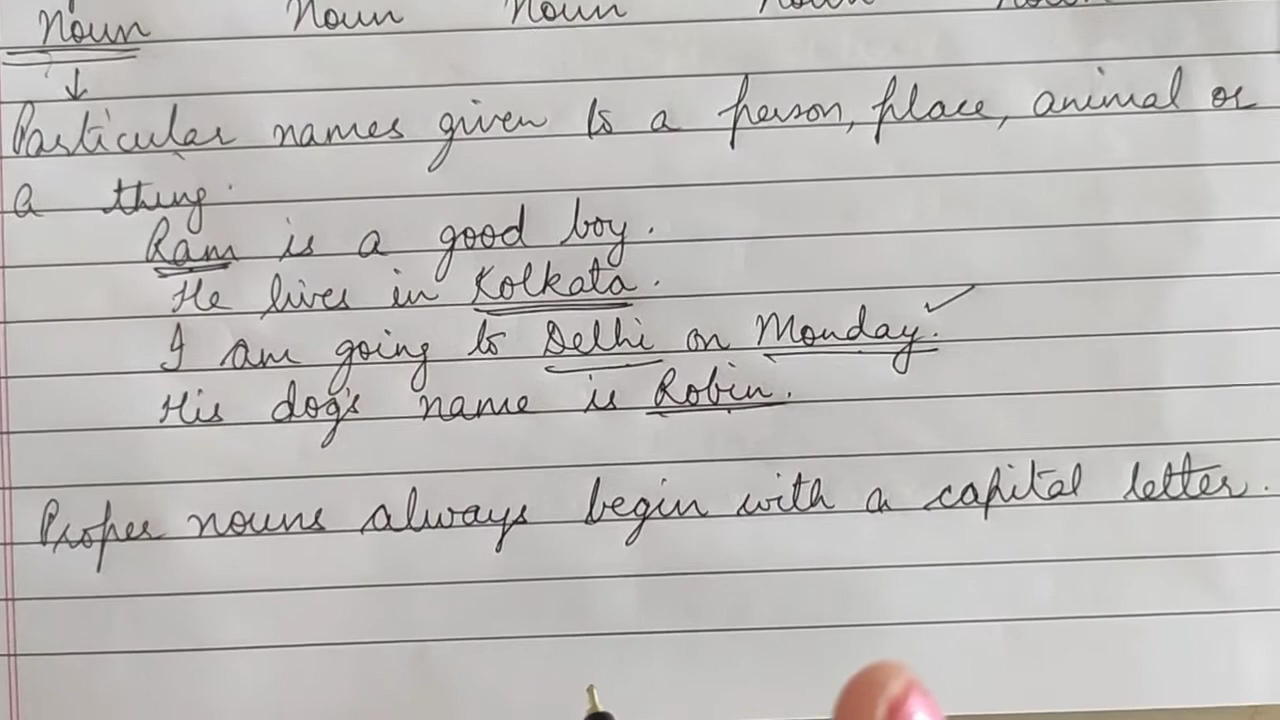 Noun Noun Noun Noun Noun
Particular names given to a person, place, animal or
a thing.
Ram is a good boy.
He lives in Kolkata.
I am going to Delhi on Monday.
His dog's name is Robin.
Proper nouns always begin with a capital letter.